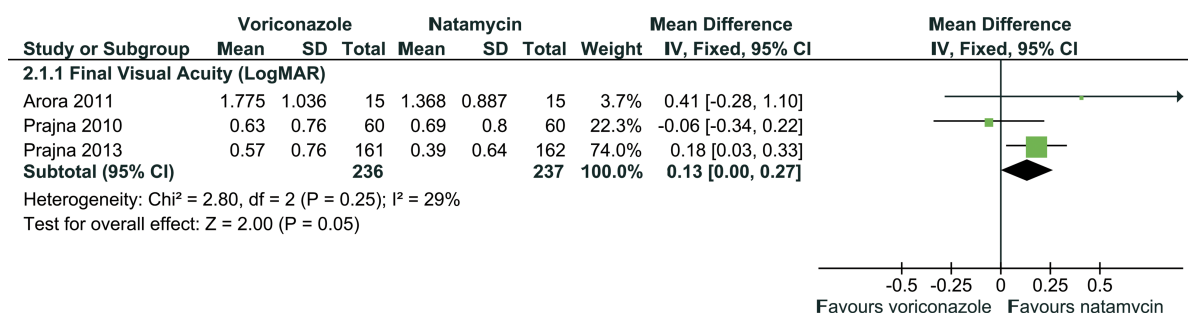 Voriconazole Natamycin Mean Difference Mean Difference
Study or Subgroup Mean SD Total Mean SD Total Weight IV, Fixed, 95% CI IV, Fixed, 95% CI
2.1.1 Final Visual Acuity (LogMAR)
Arora 2011 1.775 1.036 15 1.368 0.887 15 3.7% 0.41 [-0.28, 1.10]
Prajna 2010 0.63 0.76 60 0.69 0.8 60 22.3% -0.06 [-0.34, 0.22]
Prajna 2013 0.57 0.76 161 0.39 0.64 162 74.0% 0.18 [0.03, 0.33]
Subtotal (95% CI) 236 237 100.0% 0.13 [0.00, 0.27]
Heterogeneity: Chi² = 2.80, df = 2 (P = 0.25); I² = 29%
Test for overall effect: Z = 2.00 (P = 0.05)
-0.5 -0.25 0 0.25 0.5
Favours voriconazole Favours natamycin